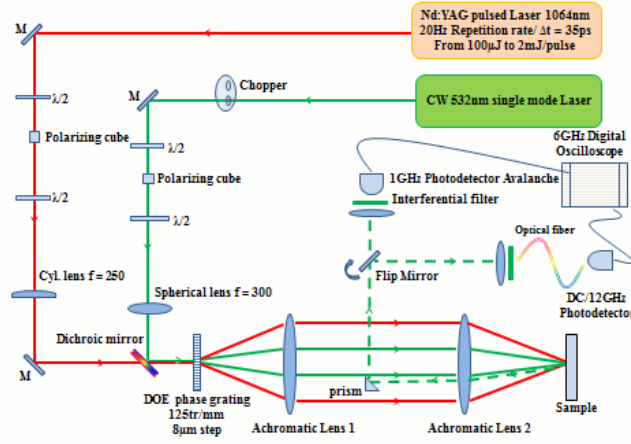 Nd:YAG pulsed Laser 1064nm
20Hz Repetition rate/ Δt = 35ps
From 100µJ to 2mJ/pulse
M
Chopper
M
CW 532nm single mode Laser
λ/2
6GHz Digital
Oscilloscope
Polarizing cube
λ/2
1GHz Photodetector Avalanche
Polarizing cube
Interferential filter
λ/2
λ/2
Optical fiber
Flip Mirror
Cyl. lens f = 250
Spherical lens f = 300
DC/12GHz
Photodetector
Dichroic mirror
M
prism
DOE phase grating
125tr/mm
8µm step
Achromatic Lens 1
Achromatic Lens 2
Sample